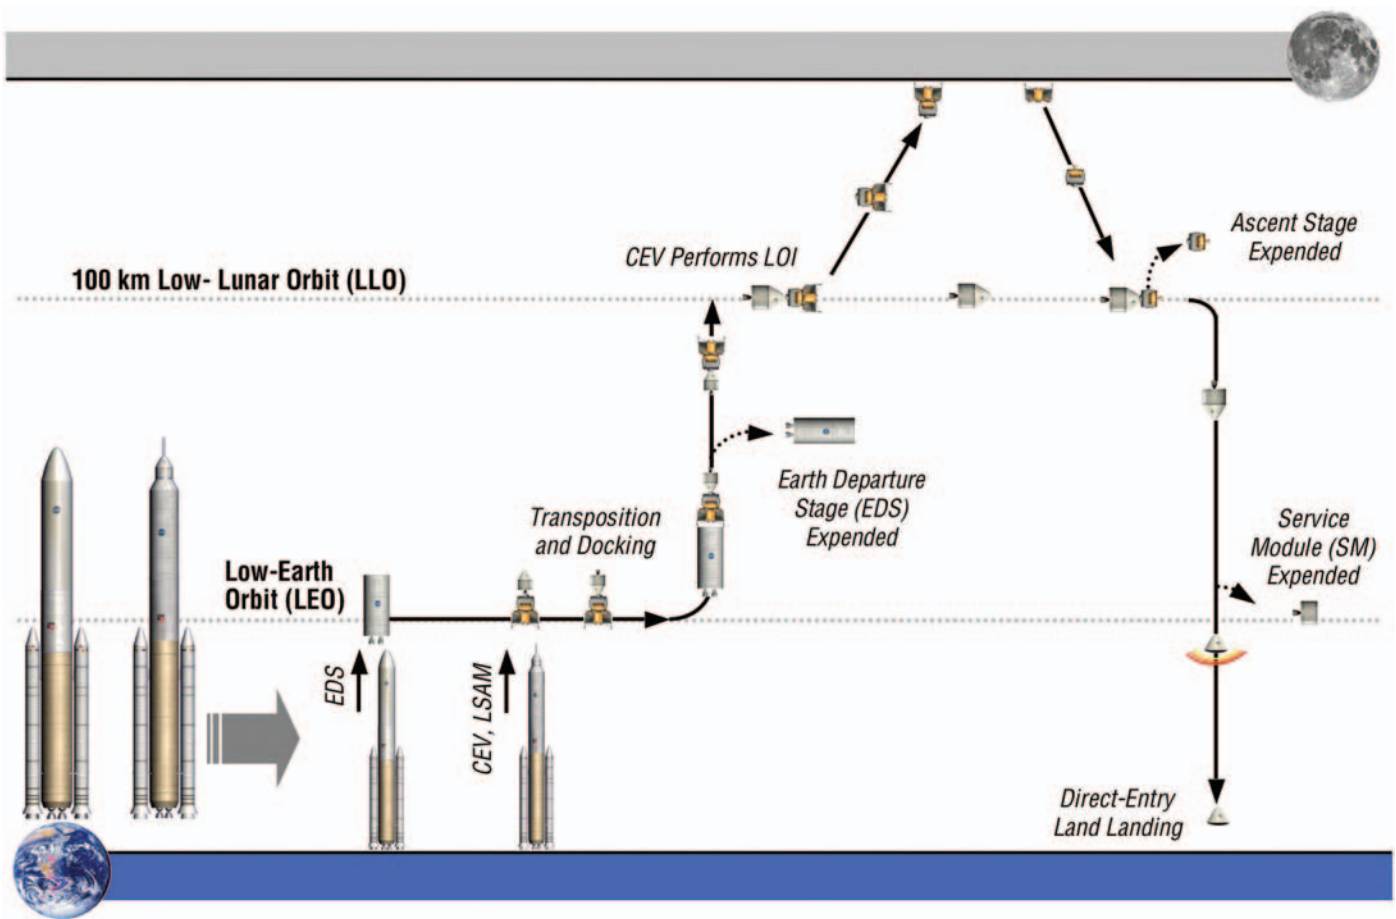 CEV Performs LOI
Ascent Stage
Expended
100 km Low- Lunar Orbit (LLO)
Earth Departure
Stage (EDS)
Expended
Transposition
and Docking
Service
Module (SM)
Expended
Low-Earth
Orbit (LEO)
EDS
CEV, LSAM
Direct-Entry
Land Landing